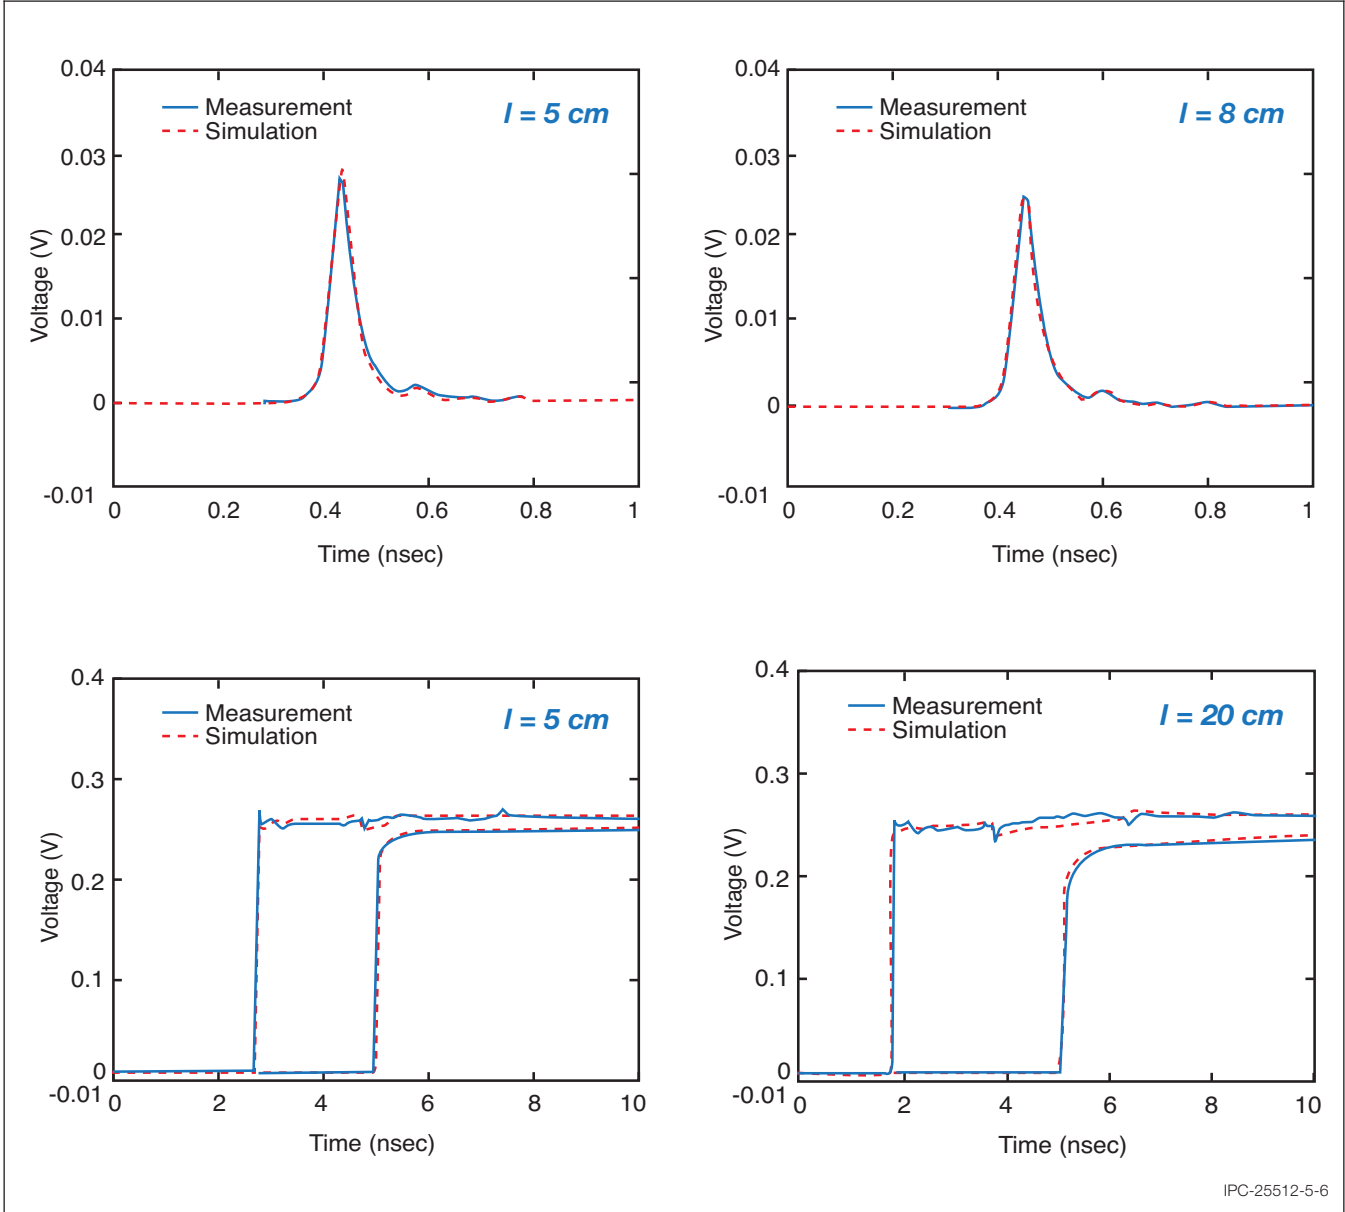 0.04
Measurement
Simulation
l = 5 cm
0.03
0.02
0.01
0
-0.01
Voltage (V)
0 0.2 0.4 0.6 0.8 1
Time (nsec)
0.04
Measurement
Simulation
l = 8 cm
0.03
0.02
0.01
0
-0.01
Voltage (V)
0 0.2 0.4 0.6 0.8 1
Time (nsec)
0.4
Measurement
Simulation
l = 5 cm
0.3
0.2
0.1
0
-0.01
Voltage (V)
0 2 4 6 8 10
Time (nsec)
0.4
Measurement
Simulation
l = 20 cm
0.3
0.2
0.1
0
-0.01
Voltage (V)
0 2 4 6 8 10
Time (nsec)
IPC-25512-5-6